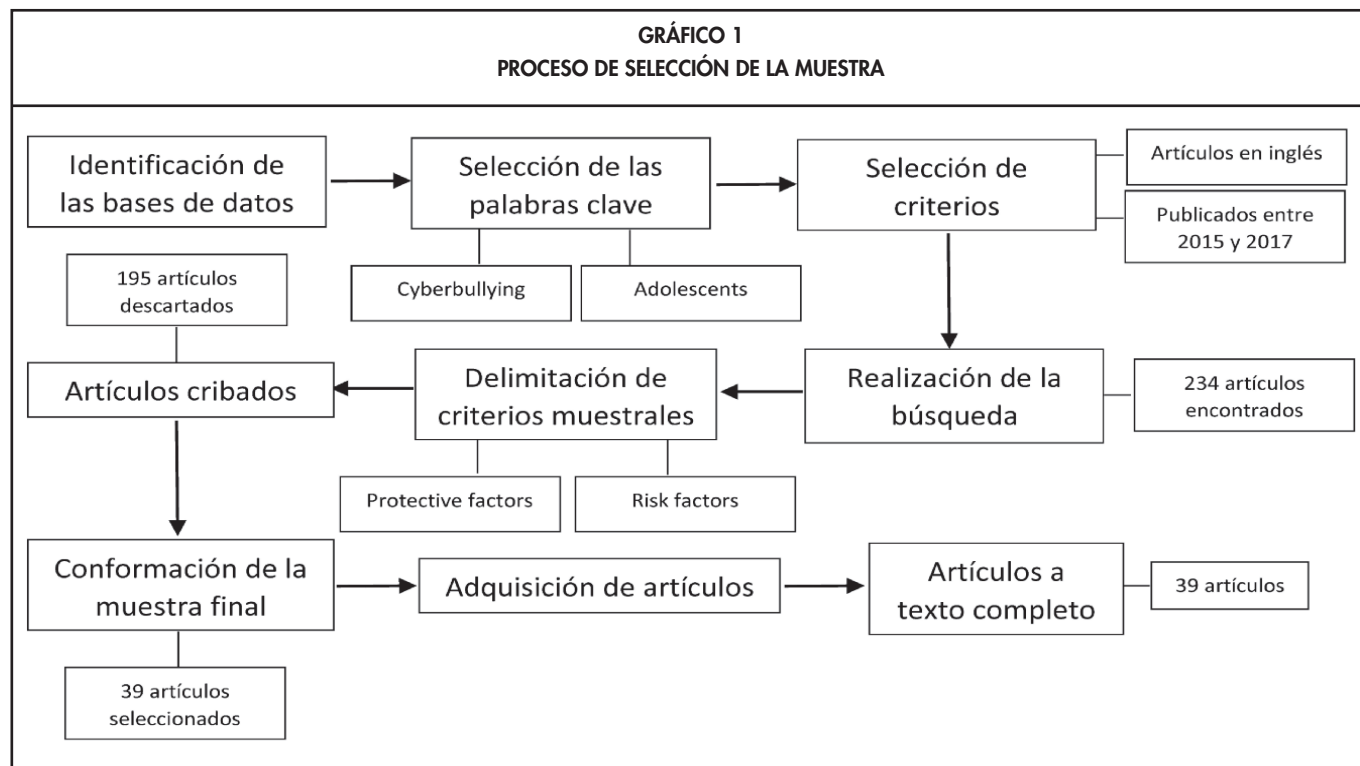 GRÁFICO 1
PROCESO DE SELECCIÓN DE LA MUESTRA
Identificación de
las bases de datos
Selección de las
palabras clave
Cyberbullying
Adolescents
Selección de
criterios
Artículos en inglés
Publicados entre
2015 y 2017
Realización de la
búsqueda
234 artículos
encontrados
Delimitación de
criterios muestrales
Protective factors
Risk factors
195 artículos
descartados
Artículos cribados
Conformación de la
muestra final
39 artículos
seleccionados
Adquisición de artículos
Artículos a
texto completo
39 artículos